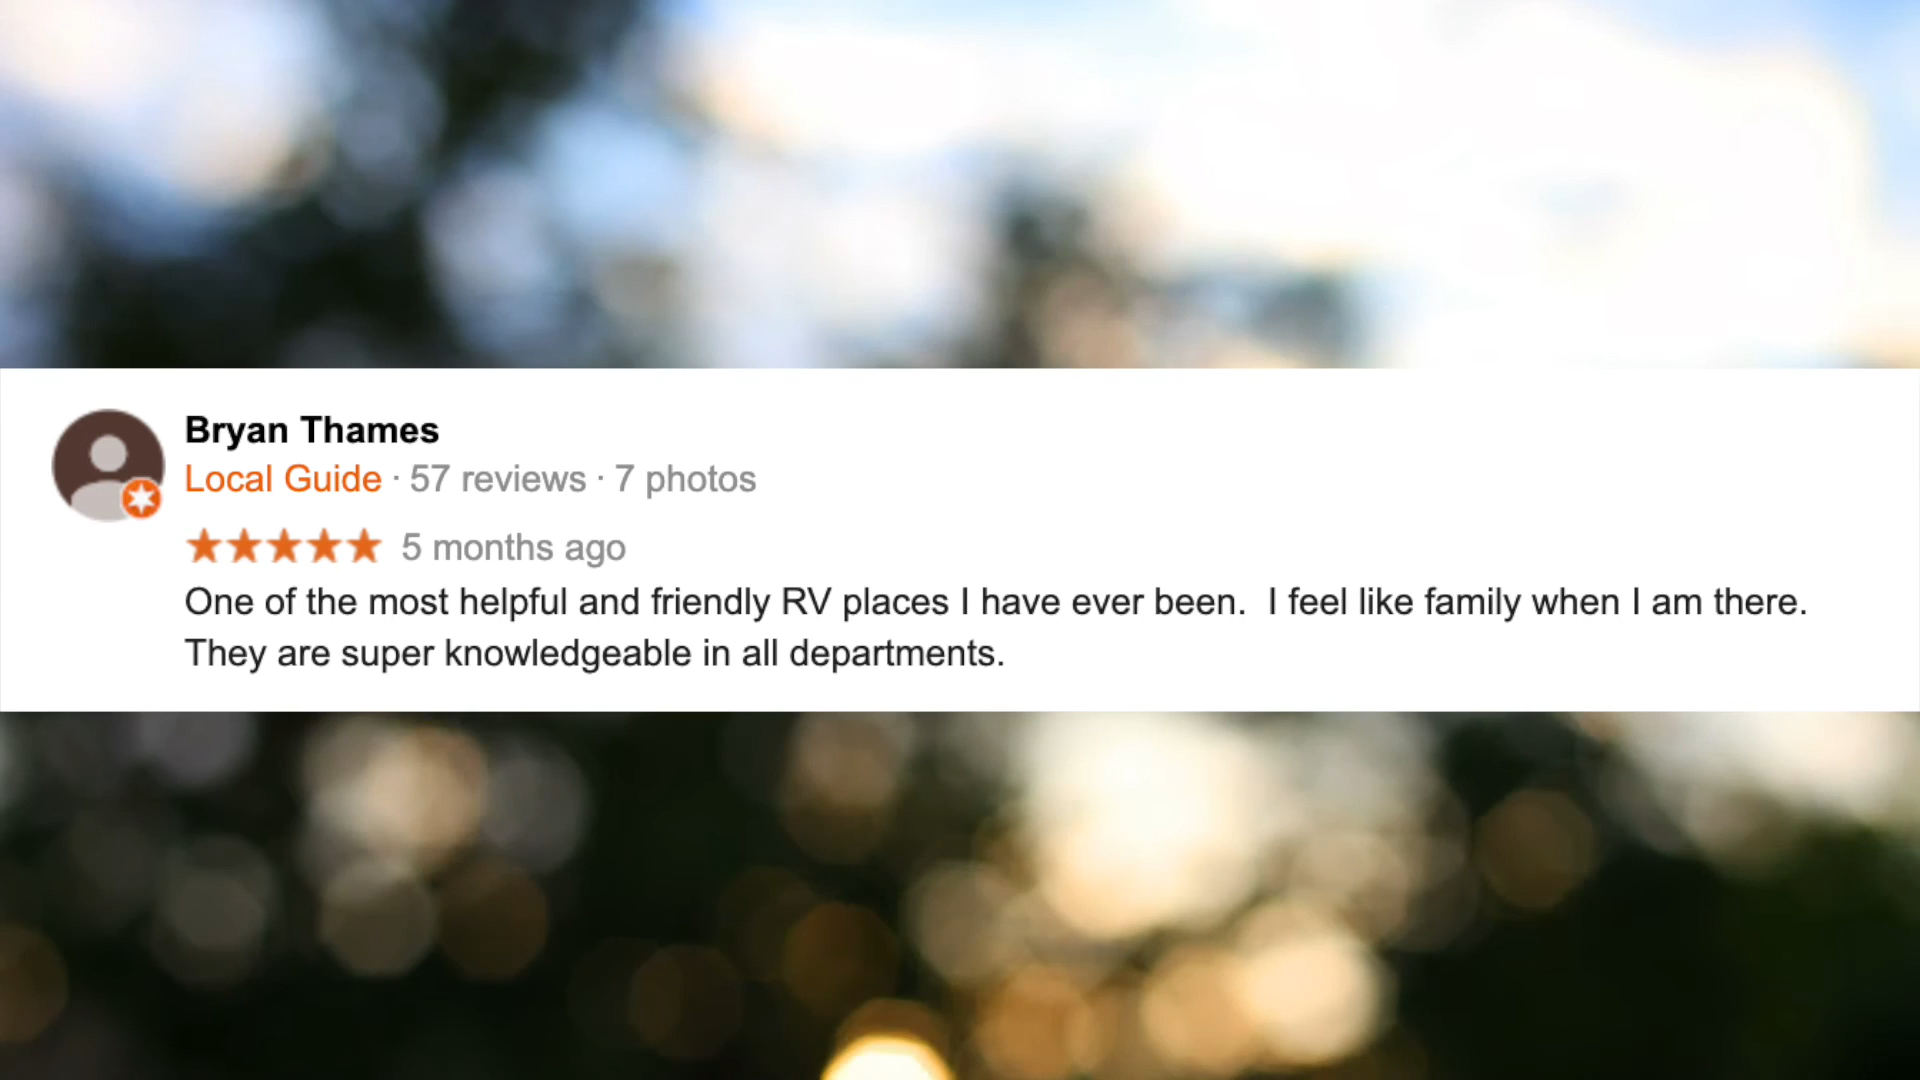 Bryan Thames
Local Guide · 57 reviews · 7 photos
5 months ago
One of the most helpful and friendly RV places I have ever been.  I feel like family when I am there.
They are super knowledgeable in all departments.